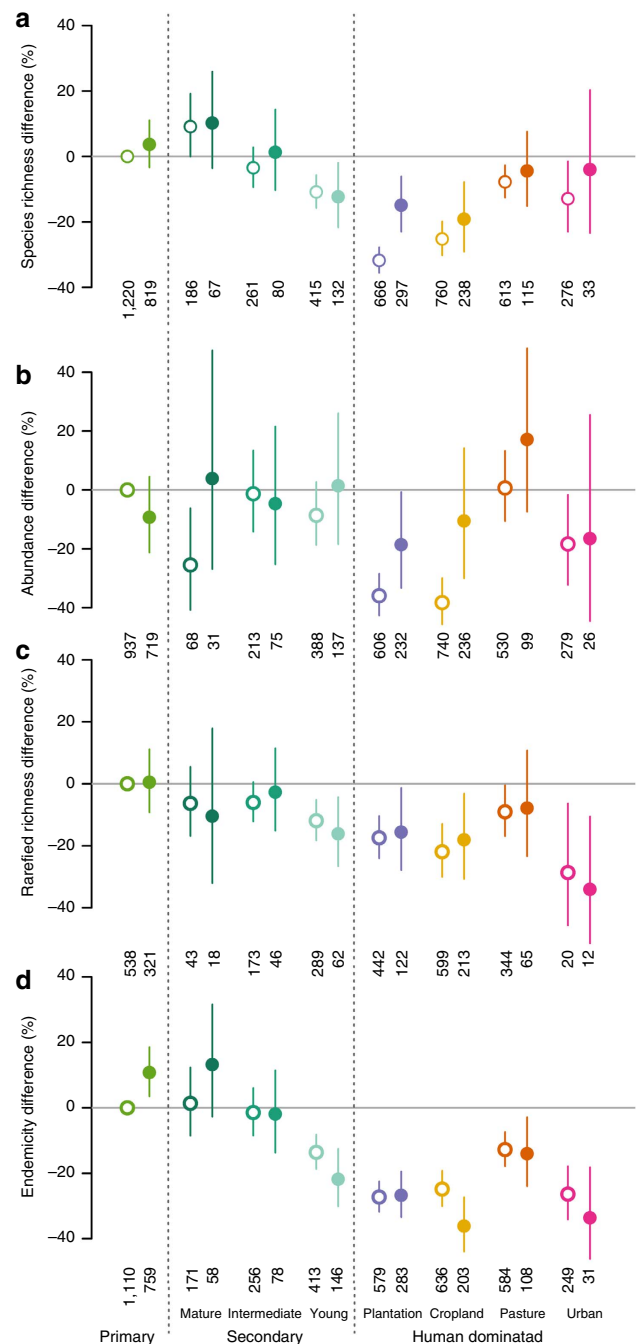 a
Species richness difference (%)
40
20
0
−20
−40
1,220 819 186 67 261 80 415 132 666 297 760 238 613 115 276 33
b
Abundance difference (%)
40
20
0
−20
−40
937 719 68 31 213 75 388 137 606 232 740 236 530 99 279 26
c
Rarefied richness difference (%)
40
20
0
−20
−40
538 321 43 18 173 46 289 62 442 122 599 213 344 65 20 12
d
Endemicity difference (%)
40
20
0
−20
−40
1,110 759 171 58 256 78 413 146 579 283 636 203 584 108 249 31
Mature Intermediate Young Plantation Cropland Pasture Urban
Primary Secondary Human dominatad